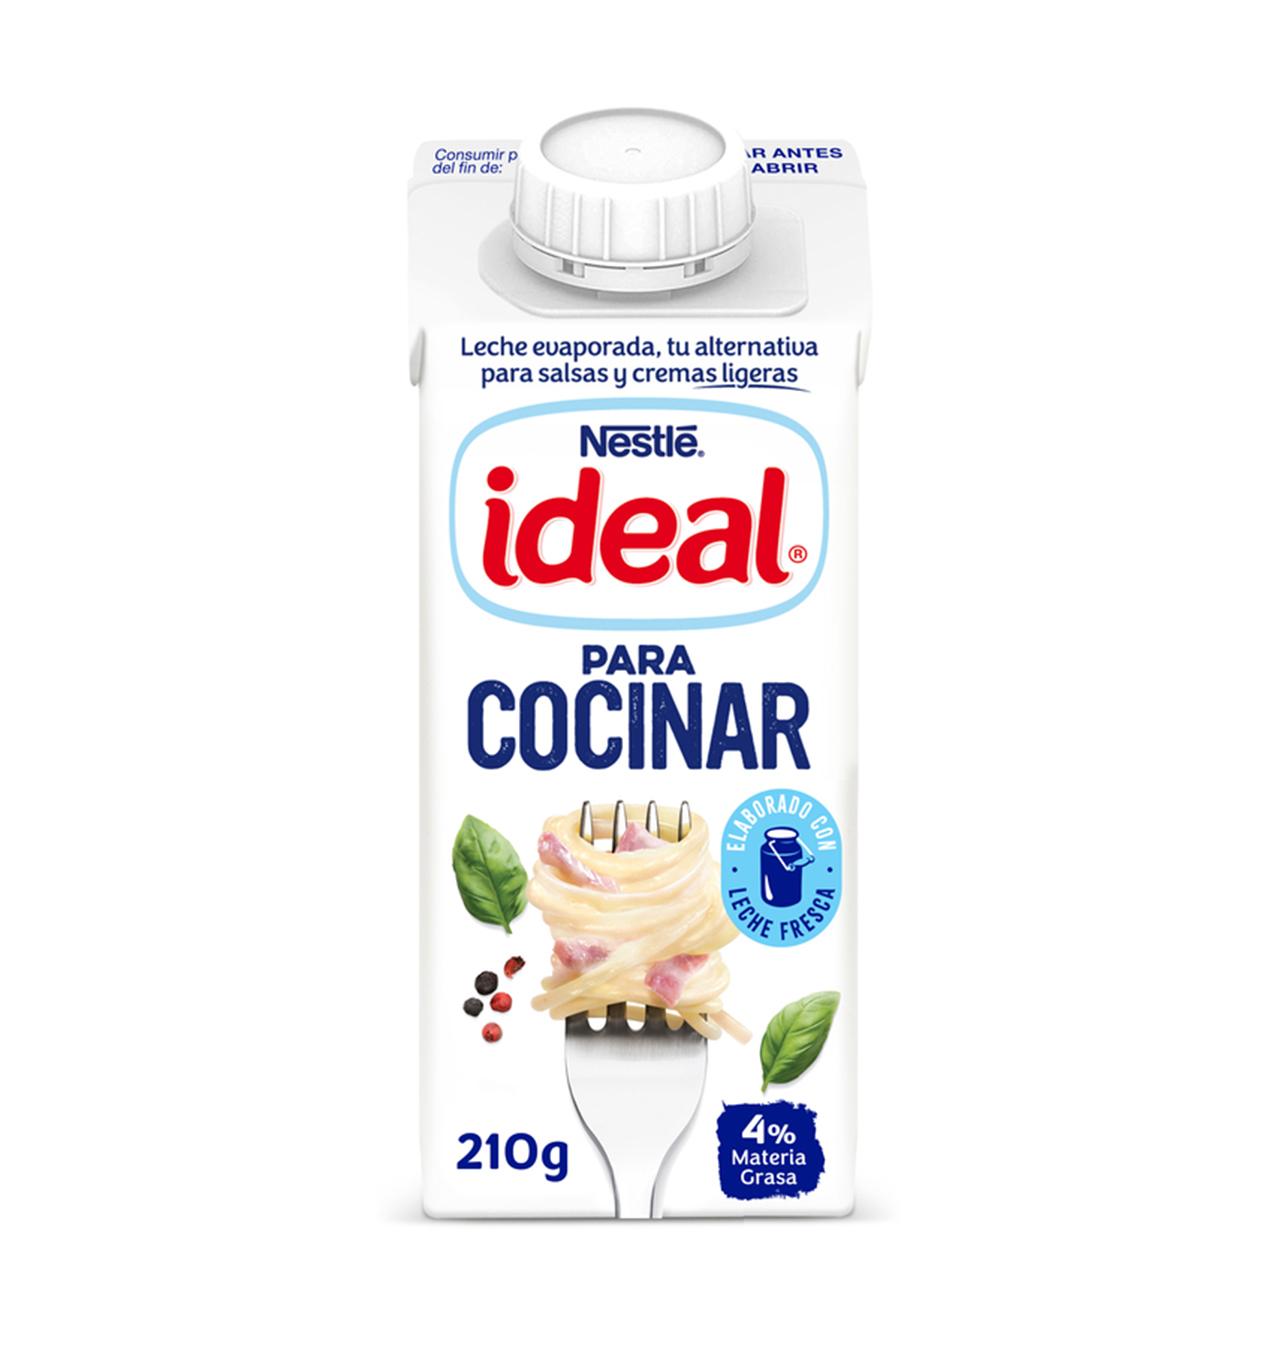 Consumir
del fin de:
ANTES
ABRIR
Leche evaporada, tu alternativa
para salsas y cremas ligeras
Nestlé®
ideal®
PARA
COCINAR
ELABORADO CON
LECHE FRESCA
210g
4%
Materia
Grasa